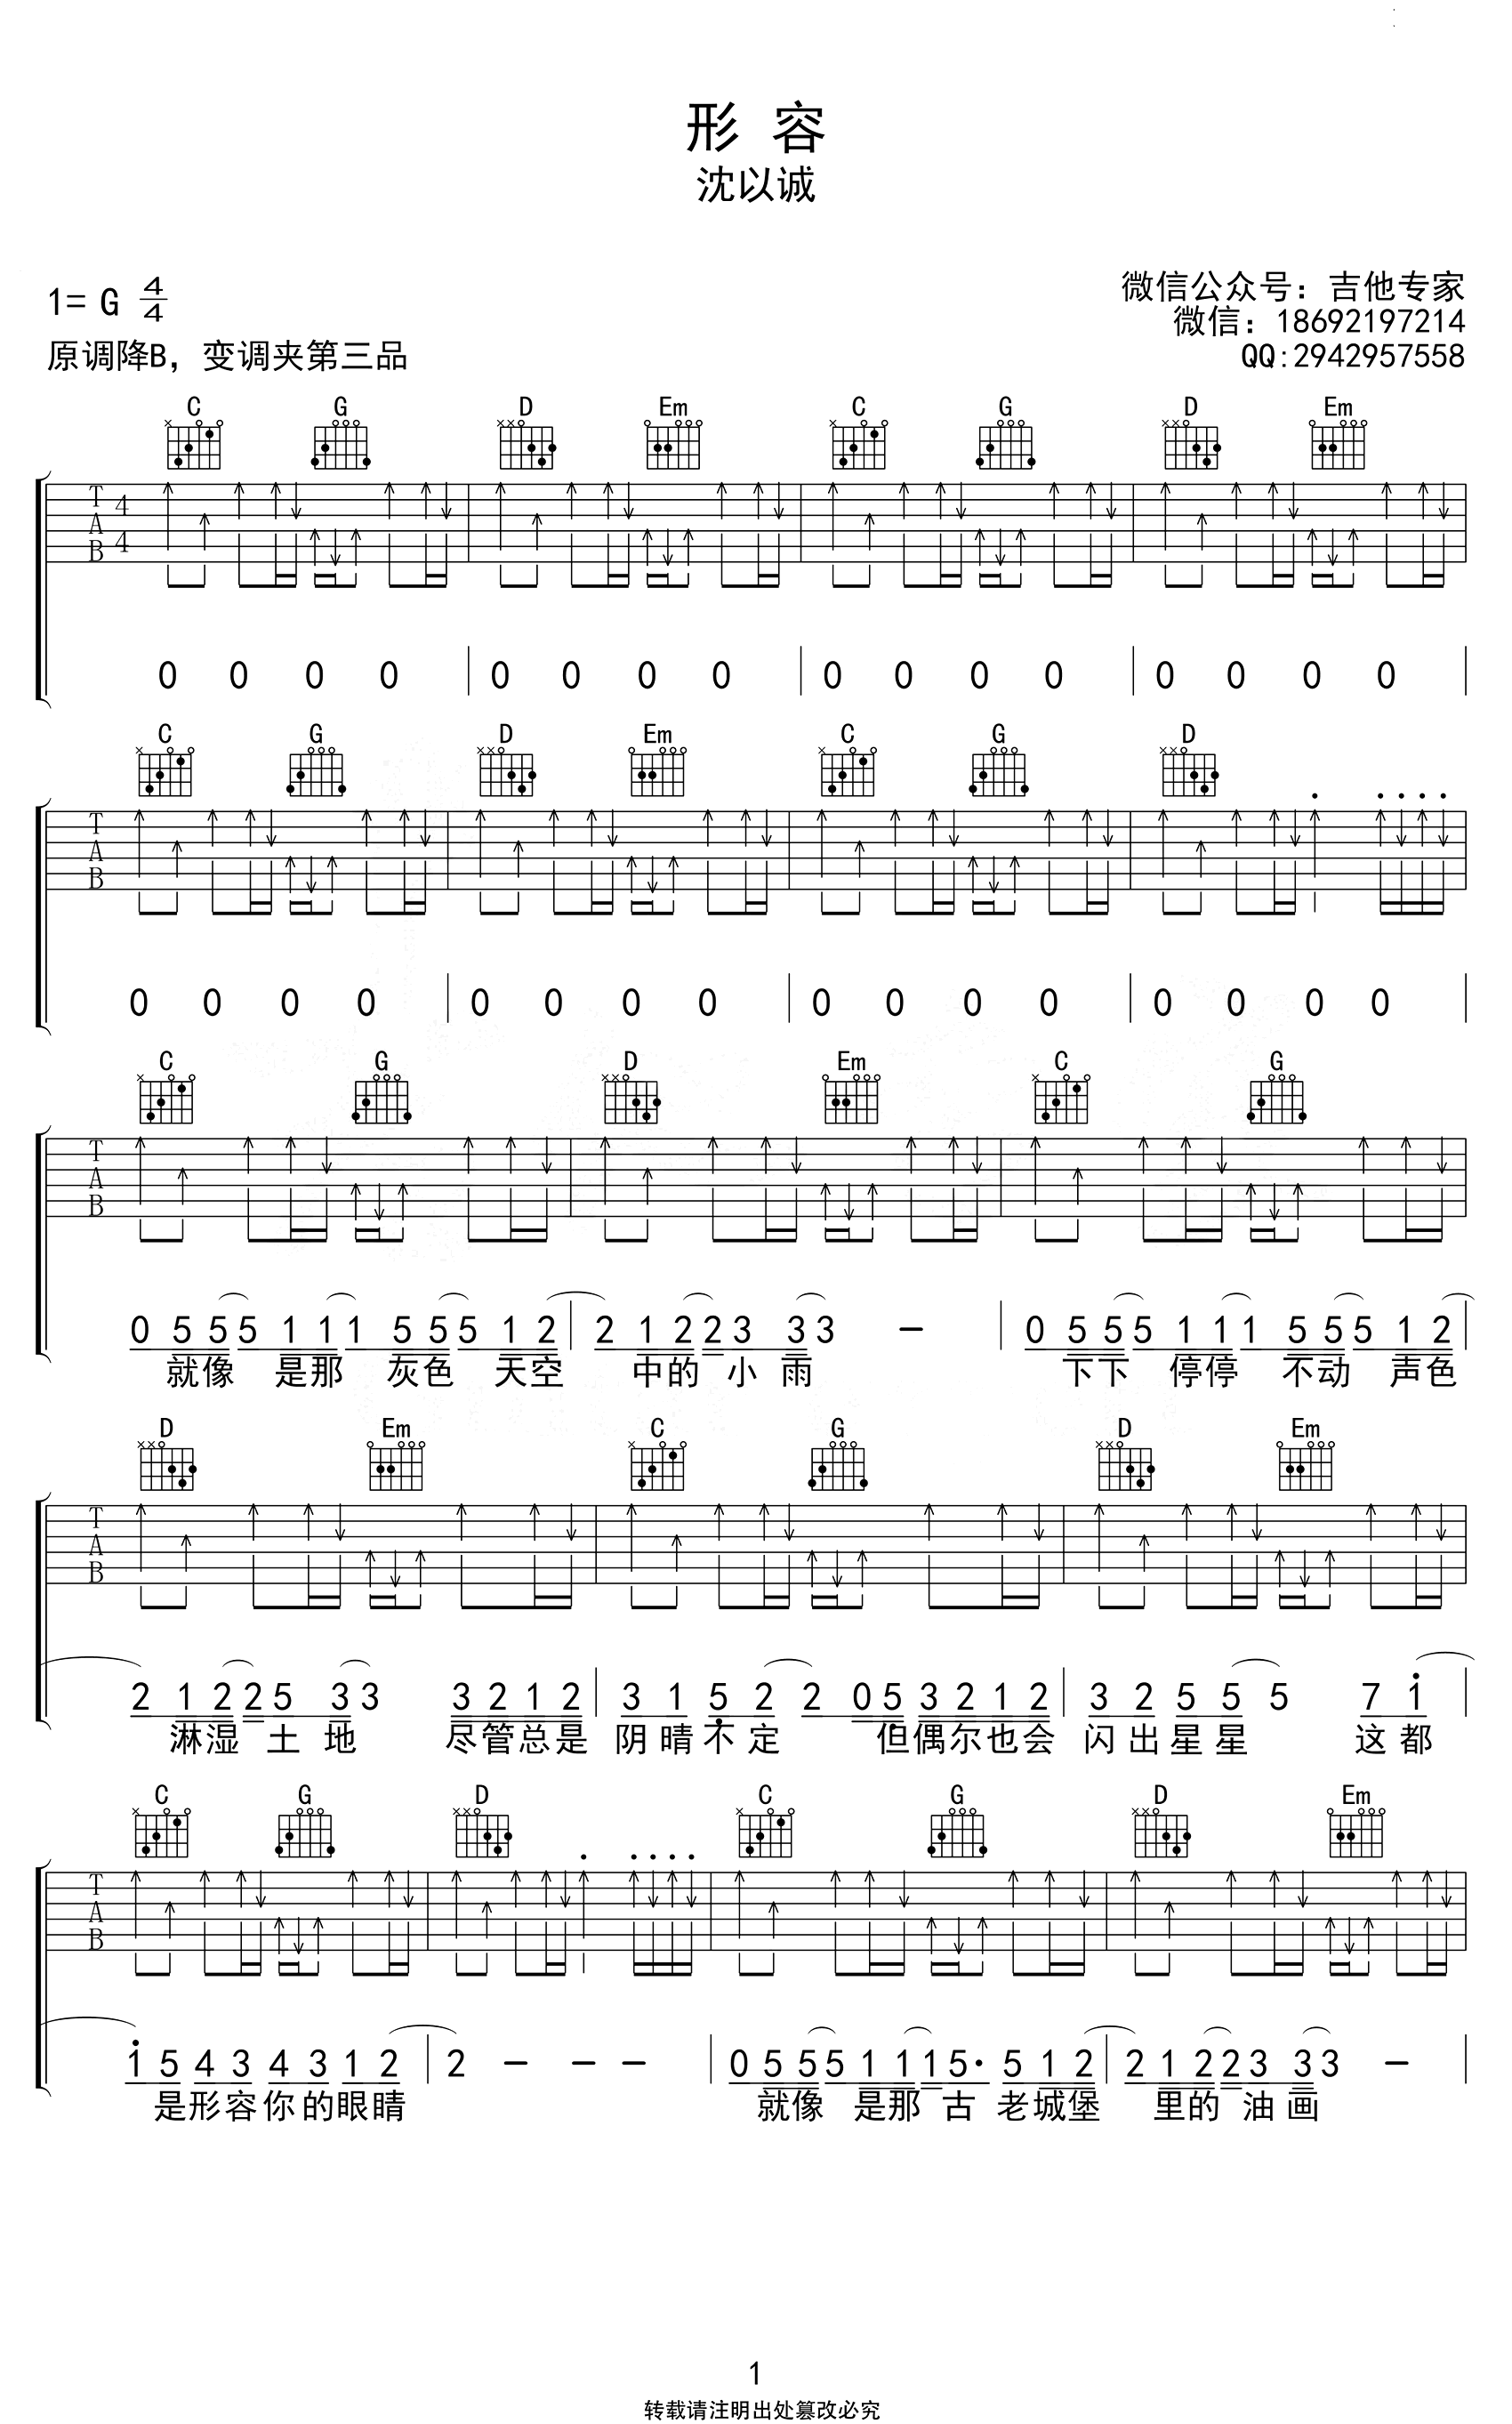 形 容
沈以诚
1= G 4/4
微信公众号：吉他专家
微信：18692197214
原调降B，变调夹第三品
QQ:2942957558
C G D Em C G D Em
T A B 4 4
0 0 0 0 | 0 0 0 0 | 0 0 0 0 | 0 0 0 0 |
C G D Em C G D
T A B
0 0 0 0 | 0 0 0 0 | 0 0 0 0 | 0 0 0 0 |
C G D Em C G
T A B
0 5 5 5 1 1 1 5 5 5 1 2 | 2 1 2 2 3 3 3 - | 0 5 5 5 1 1 1 5 5 5 1 2 |
就像 是那 灰色 天空 中的 小 雨 下下 停停 不动 声色
D Em C G D Em
T A B
2 1 2 2 5 3 3 3 2 1 2 | 3 1 5 2 2 0 5 3 2 1 2 | 3 2 5 5 5 7 1 |
淋湿 土 地 尽管总是 阴晴不定 但偶尔也会 闪出星星 这都
C G D C G D Em
T A B
1 5 4 3 4 3 1 2 | 2 - - - | 0 5 5 5 1 1 1 5· 5 1 2 | 2 1 2 2 3 3 3 - |
是形容你的眼睛 就像 是那 古 老城堡 里的 油画
1
转载请注明出处篡改必究